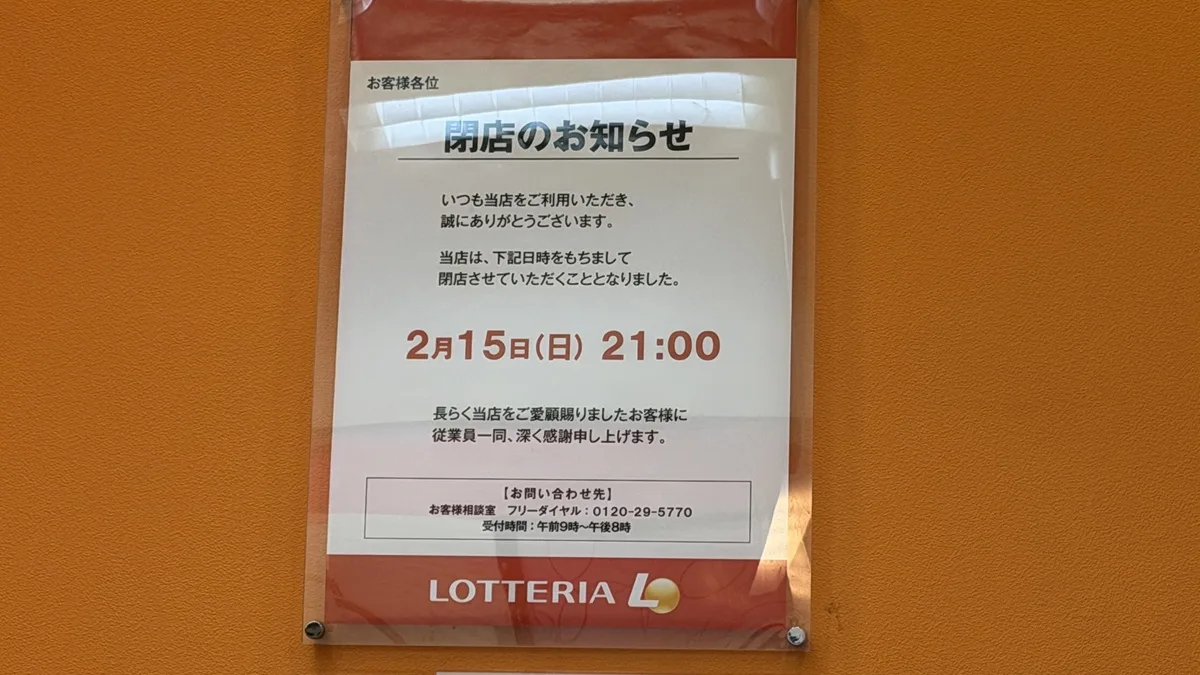 お客様各位
閉店のお知らせ
いつも当店をご利用いただき、
誠にありがとうございます。
当店は、下記日時をもちまして
閉店させていただくこととなりました。
2月15日(日) 21:00
長らく当店をご愛顧賜りましたお客様に
従業員一同、深く感謝申し上げます。
【お問い合わせ先】
お客様相談室 フリーダイヤル：0120-29-5770
受付時間：午前9時～午後8時
LOTTERIA L